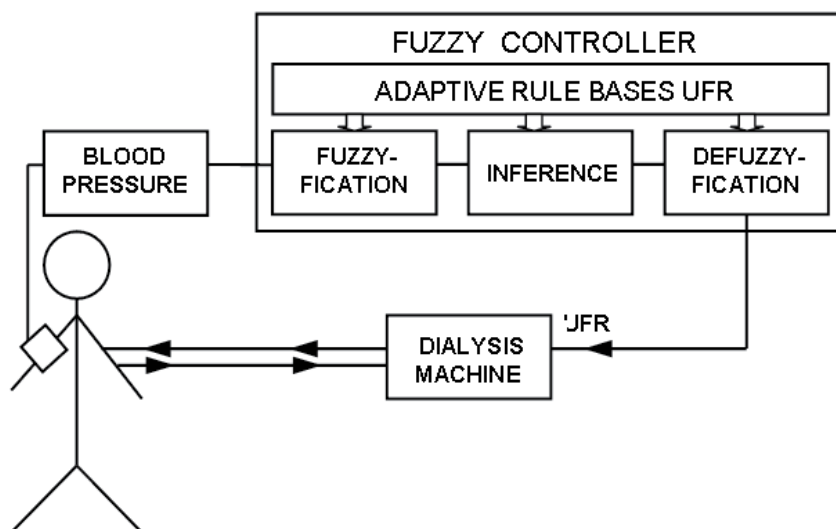 FUZZY CONTROLLER
ADAPTIVE RULE BASES UFR
BLOOD
PRESSURE
FUZZY-
FICATION
INFERENCE
DEFUZZY-
FICATION
DIALYSIS
MACHINE
'UFR